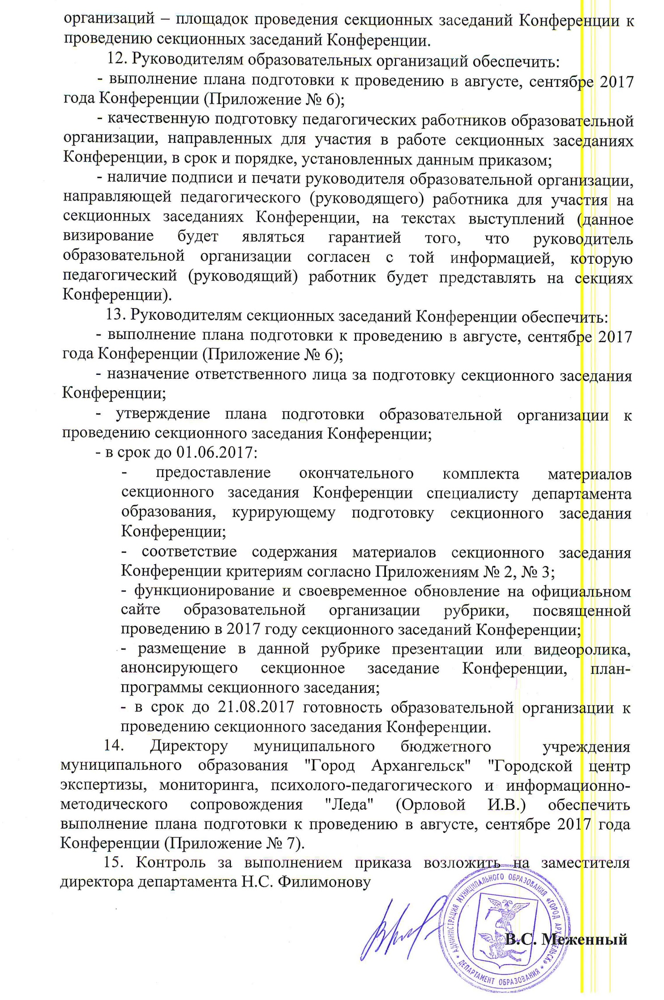 организаций – площадок проведения секционных заседаний Конференции к
проведению секционных заседаний Конференции.
12. Руководителям образовательных организаций обеспечить:
- выполнение плана подготовки к проведению в августе, сентябре 2017
года Конференции (Приложение № 6);
- качественную подготовку педагогических работников образовательной
организации, направленных для участия в работе секционных заседаниях
Конференции, в срок и порядке, установленных данным приказом;
- наличие подписи и печати руководителя образовательной организации,
направляющей педагогического (руководящего) работника для участия на
секционных заседаниях Конференции, на текстах выступлений (данное
визирование будет являться гарантией того, что руководитель
образовательной организации согласен с той информацией, которую
педагогический (руководящий) работник будет представлять на секциях
Конференции).
13. Руководителям секционных заседаний Конференции обеспечить:
- выполнение плана подготовки к проведению в августе, сентябре 2017
года Конференции (Приложение № 6);
- назначение ответственного лица за подготовку секционного заседания
Конференции;
- утверждение плана подготовки образовательной организации к
проведению секционного заседания Конференции;
- в срок до 01.06.2017:
- предоставление окончательного комплекта материалов
секционного заседания Конференции специалисту департамента
образования, курирующему подготовку секционного заседания
Конференции;
- соответствие содержания материалов секционного заседания
Конференции критериям согласно Приложениям № 2, № 3;
- функционирование и своевременное обновление на официальном
сайте образовательной организации рубрики, посвященной
проведению в 2017 году секционного заседаний Конференции;
- размещение в данной рубрике презентации или видеоролика,
анонсирующего секционное заседание Конференции, план-
программы секционного заседания;
- в срок до 21.08.2017 готовность образовательной организации к
проведению секционного заседания Конференции.
14. Директору муниципального бюджетного учреждения
муниципального образования "Город Архангельск" "Городской центр
экспертизы, мониторинга, психолого-педагогического и информационно-
методического сопровождения "Леда" (Орловой И.В.) обеспечить
выполнение плана подготовки к проведению в августе, сентябре 2017 года
Конференции (Приложение № 7).
15. Контроль за выполнением приказа возложить на заместителя
директора департамента Н.С. Филимонову
АДМИНИСТРАЦИЯ МУНИЦИПАЛЬНОГО ОБРАЗОВАНИЯ «ГОРОД АРХАНГЕЛЬСК»
* ДЕПАРТАМЕНТ ОБРАЗОВАНИЯ *
В.С. Меженный